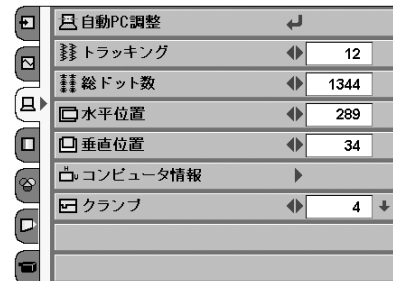 自動PC調整
トラッキング 12
総ドット数 1344
水平位置 289
垂直位置 34
コンピュータ情報
クランプ 4